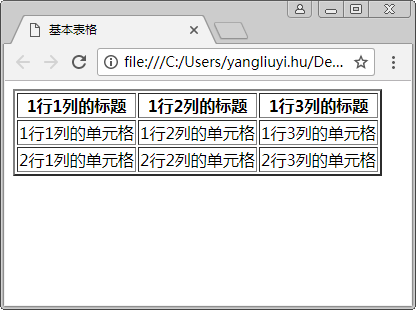 基本表格
file:///C:/Users/yangliuyi.hu/De...
1行1列的标题 1行2列的标题 1行3列的标题
1行1列的单元格 1行2列的单元格 1行3列的单元格
2行1列的单元格 2行2列的单元格 2行3列的单元格